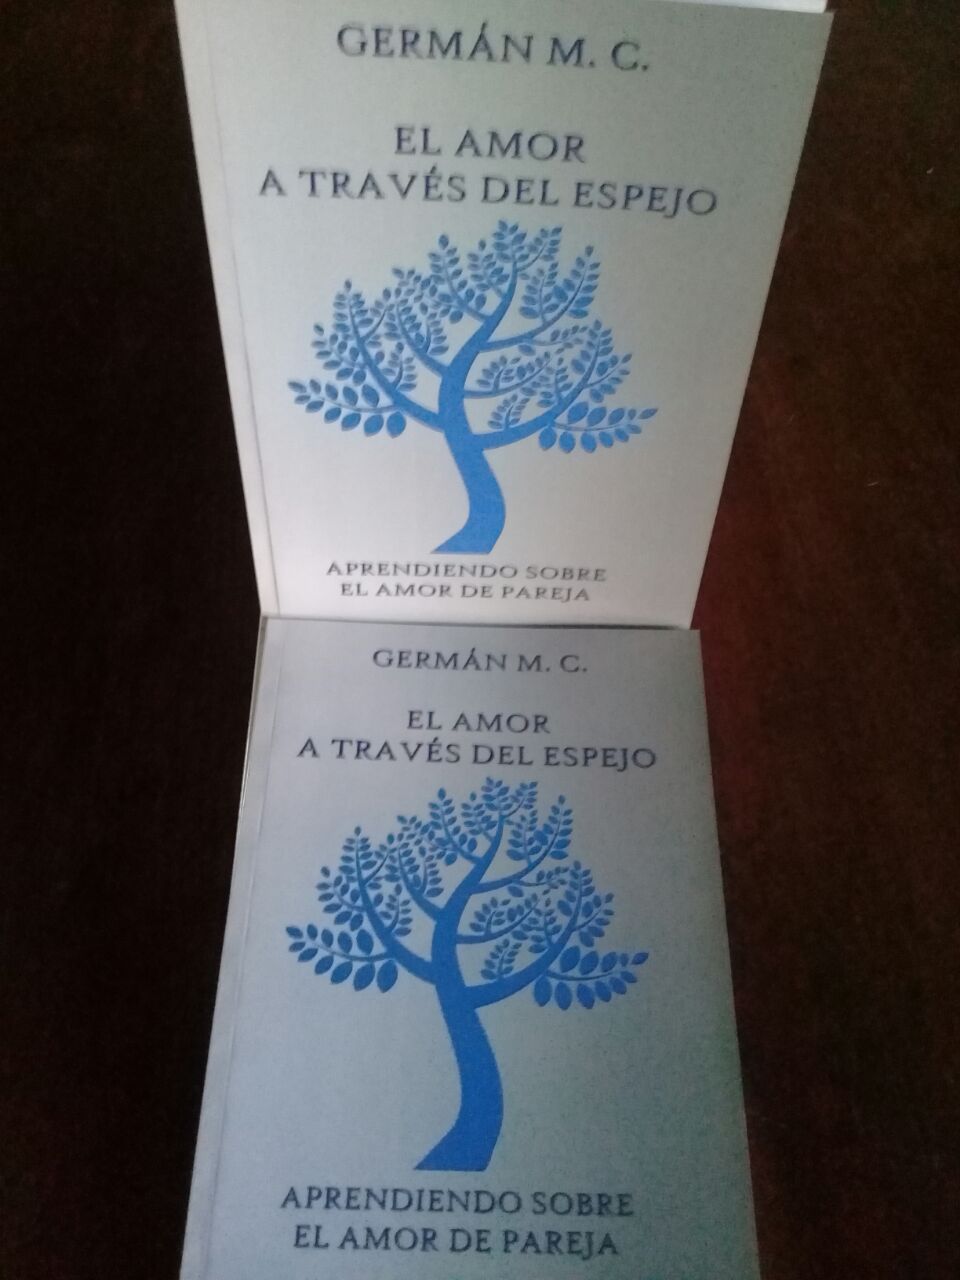 GERMÁN M. C.
EL AMOR
A TRAVÉS DEL ESPEJO
APRENDIENDO SOBRE
EL AMOR DE PAREJA
GERMÁN M. C.
EL AMOR
A TRAVÉS DEL ESPEJO
APRENDIENDO SOBRE
EL AMOR DE PAREJA